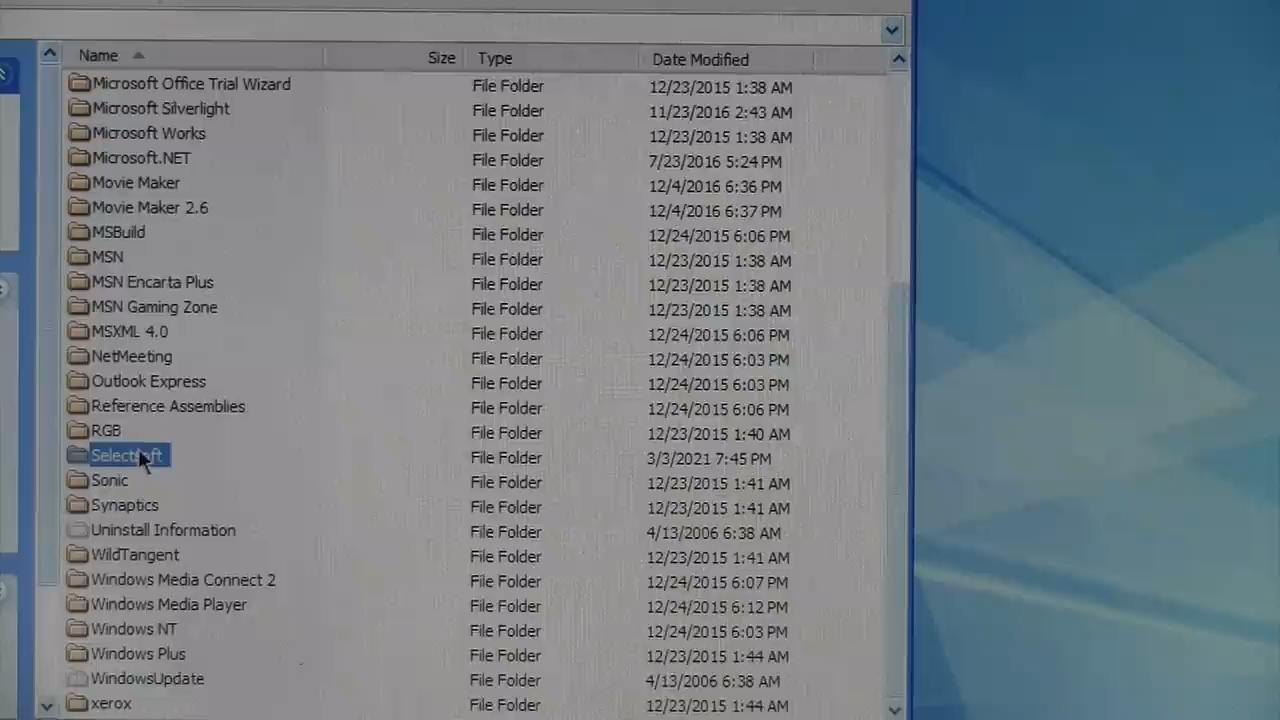 Name Size Type Date Modified
Microsoft Office Trial Wizard File Folder 12/23/2015 1:38 AM
Microsoft Silverlight File Folder 11/23/2016 2:43 AM
Microsoft Works File Folder 12/23/2015 1:38 AM
Microsoft.NET File Folder 7/23/2016 5:24 PM
Movie Maker File Folder 12/4/2016 6:36 PM
Movie Maker 2.6 File Folder 12/4/2016 6:37 PM
MSBuild File Folder 12/24/2015 6:06 PM
MSN File Folder 12/23/2015 1:38 AM
MSN Encarta Plus File Folder 12/23/2015 1:38 AM
MSN Gaming Zone File Folder 12/23/2015 1:38 AM
MSXML 4.0 File Folder 12/24/2015 6:06 PM
NetMeeting File Folder 12/24/2015 6:03 PM
Outlook Express File Folder 12/24/2015 6:03 PM
Reference Assemblies File Folder 12/24/2015 6:06 PM
RGB File Folder 12/23/2015 1:40 AM
Selectsoft File Folder 3/3/2021 7:45 PM
Sonic File Folder 12/23/2015 1:41 AM
Synaptics File Folder 12/23/2015 1:41 AM
Uninstall Information File Folder 4/13/2006 6:38 AM
WildTangent File Folder 12/23/2015 1:41 AM
Windows Media Connect 2 File Folder 12/24/2015 6:07 PM
Windows Media Player File Folder 12/24/2015 6:12 PM
Windows NT File Folder 12/24/2015 6:03 PM
Windows Plus File Folder 12/23/2015 1:44 AM
WindowsUpdate File Folder 4/13/2006 6:38 AM
xerox File Folder 12/23/2015 1:44 AM